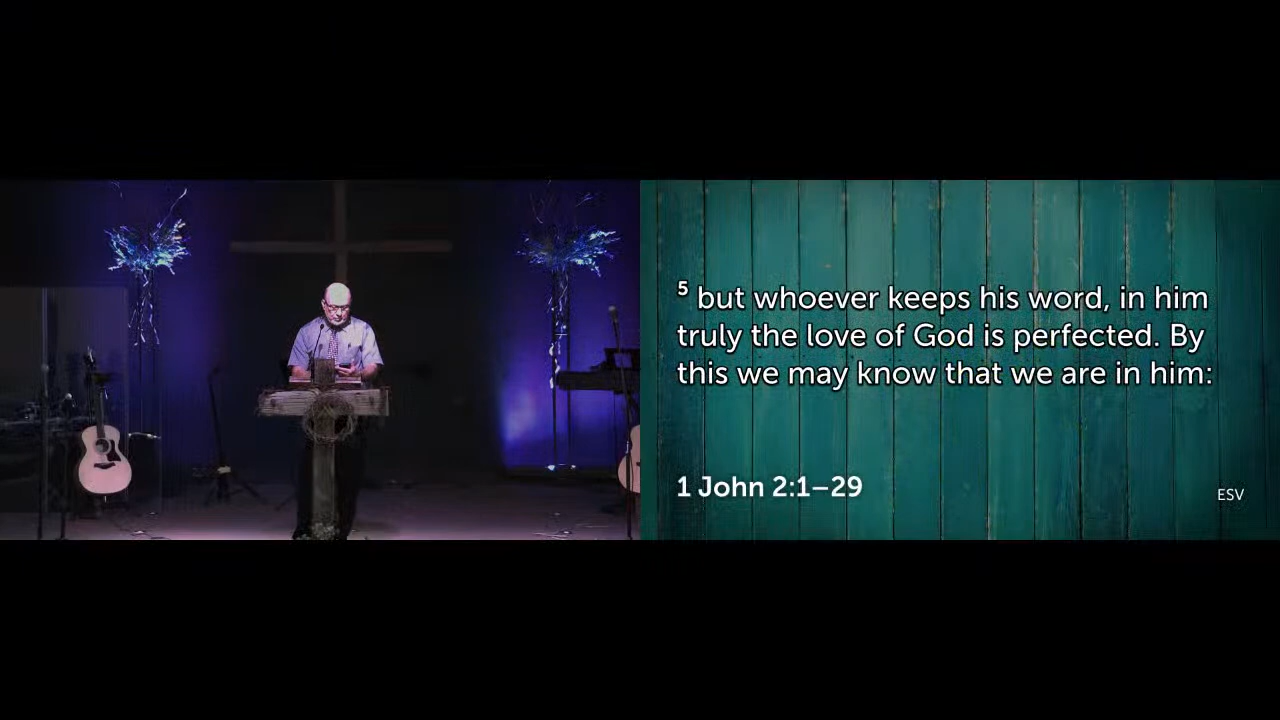 5 but whoever keeps his word, in him
truly the love of God is perfected. By
this we may know that we are in him:
1 John 2:1–29
ESV